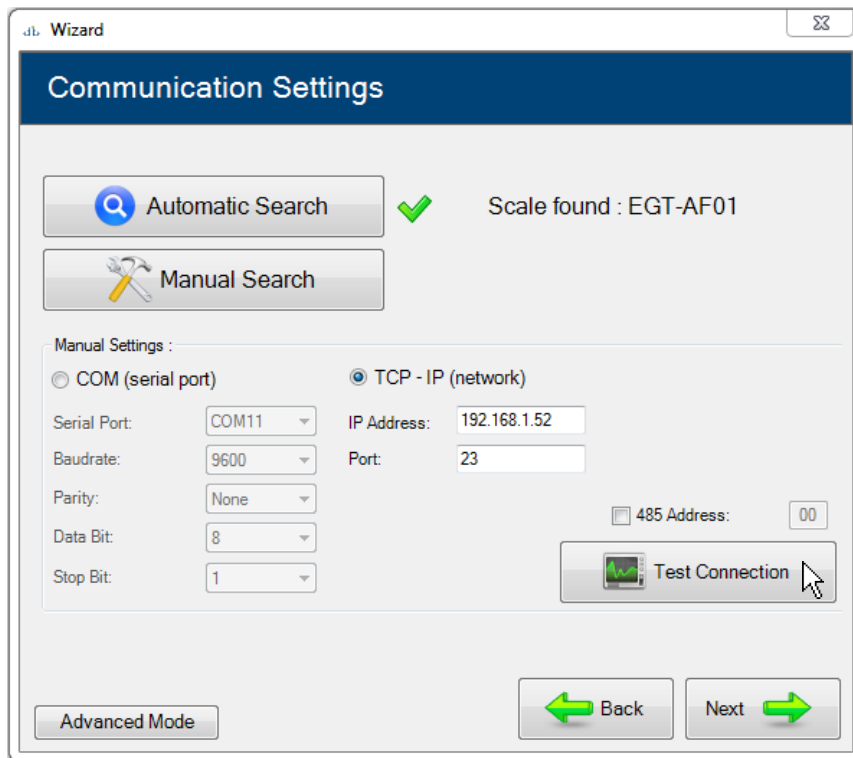 Wizard
Communication Settings
Automatic Search
Scale found : EGT-AF01
Manual Search
Manual Settings :
COM (serial port)
TCP - IP (network)
Serial Port: COM11
IP Address: 192.168.1.52
Baudrate: 9600
Port: 23
Parity: None
485 Address: 00
Data Bit: 8
Test Connection
Stop Bit: 1
Advanced Mode
Back
Next